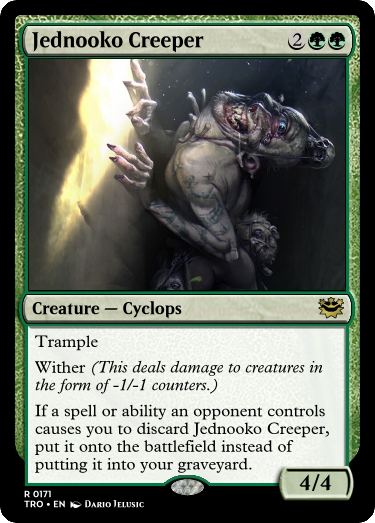 Jednooko Creeper 2
Creature — Cyclops
Trample
Wither (This deals damage to creatures in
the form of -1/-1 counters.)
If a spell or ability an opponent controls
causes you to discard Jednooko Creeper,
put it onto the battlefield instead of
putting it into your graveyard.
4/4
R 0171
TRO • EN Dario Jelusic